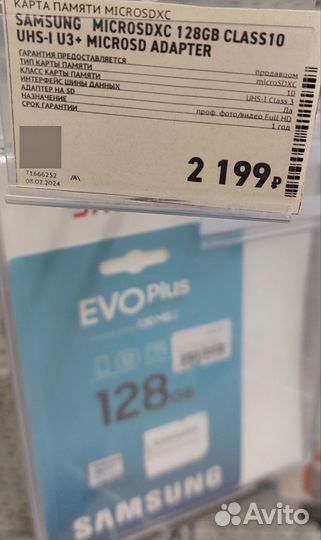 КАРТА ПАМЯТИ MICROSDXC
SAMSUNG MICROSDXC 128GB CLASS10
UHS-I U3+ MICROSD ADAPTER
ГАРАНТИЯ ПРЕДОСТАВЛЯЕТСЯ продавцом
ТИП КАРТЫ ПАМЯТИ microSDXC
КЛАСС КАРТЫ ПАМЯТИ 10
ИНТЕРФЕЙС ШИНЫ ДАННЫХ UHS-I Class 3
АДАПТЕР НА SD Да
НАЗНАЧЕНИЕ проф. фото/видео Full HD
СРОК ГАРАНТИИ 1 год
2 199₽
71666252
08.02.2024
EVO Plus
128GB
SAMSUNG
Avito